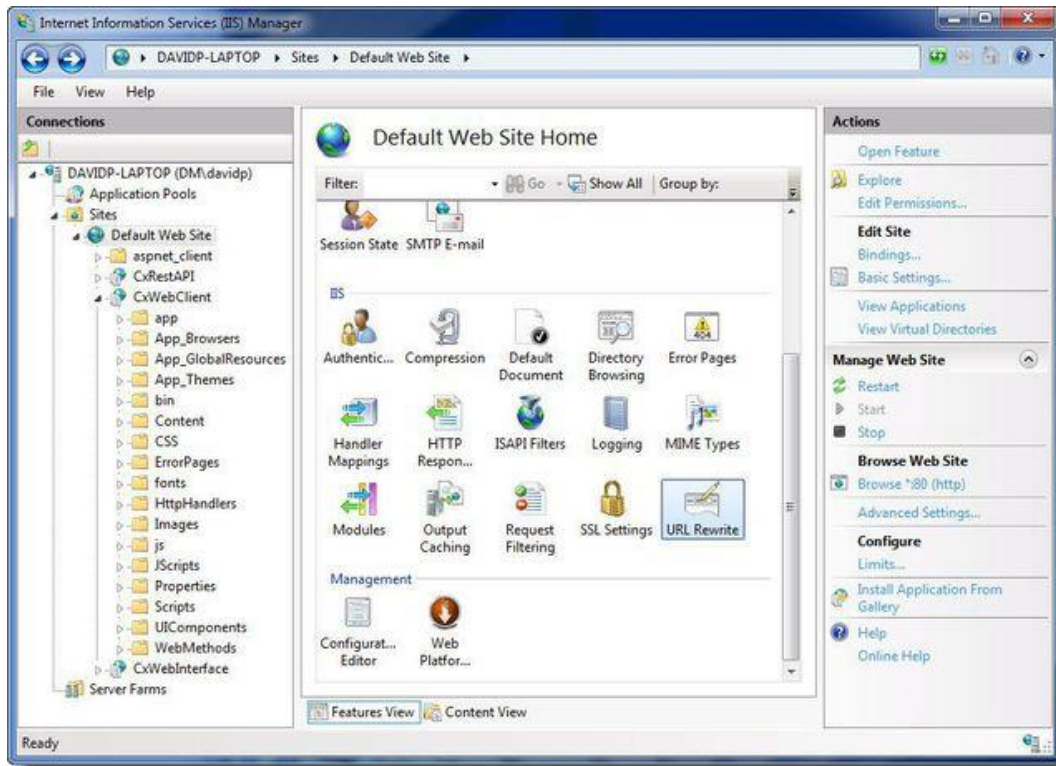 Internet Information Services (IIS) Manager
DAVIDP-LAPTOP
Sites
Default Web Site
File View Help
Connections
DAVIDP-LAPTOP (DM\davidp)
Application Pools
Sites
Default Web Site
aspnet_client
CxRestAPI
CxWebClient
app
App_Browsers
App_GlobalResources
App_Themes
bin
Content
CSS
ErrorPages
fonts
HttpHandlers
Images
js
JScripts
Properties
Scripts
UIComponents
WebMethods
CxWebInterface
Server Farms
Default Web Site Home
Filter: Go Show All Group by:
Session State SMTP E-mail
IIS
Authentic... Compression Default Document Directory Browsing Error Pages
404
Handler Mappings HTTP Respon... ISAPI Filters Logging MIME Types
Modules Output Caching Request Filtering SSL Settings URL Rewrite
Management
Configurat... Editor Web Platfor...
Features View Content View
Actions
Open Feature
Explore
Edit Permissions...
Edit Site
Bindings...
Basic Settings...
View Applications
View Virtual Directories
Manage Web Site
Restart
Start
Stop
Browse Web Site
Browse *:80 (http)
Advanced Settings...
Configure
Limits...
Install Application From
Gallery
Help
Online Help
Ready